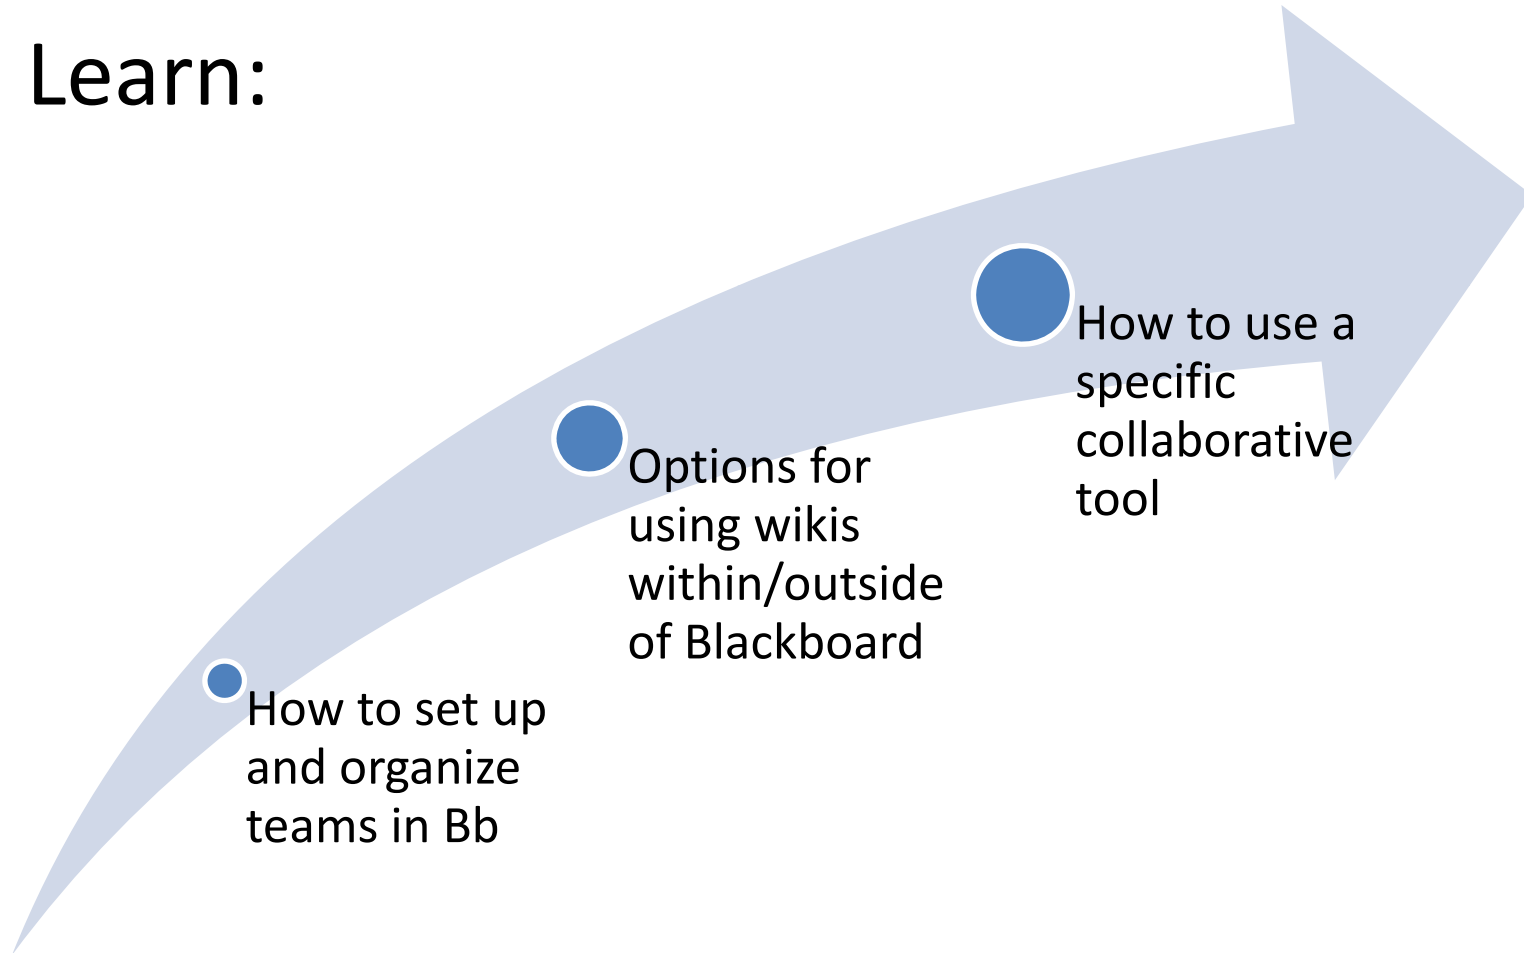 Learn:
How to set up
and organize
teams in Bb
Options for
using wikis
within/outside
of Blackboard
How to use a
specific
collaborative
tool